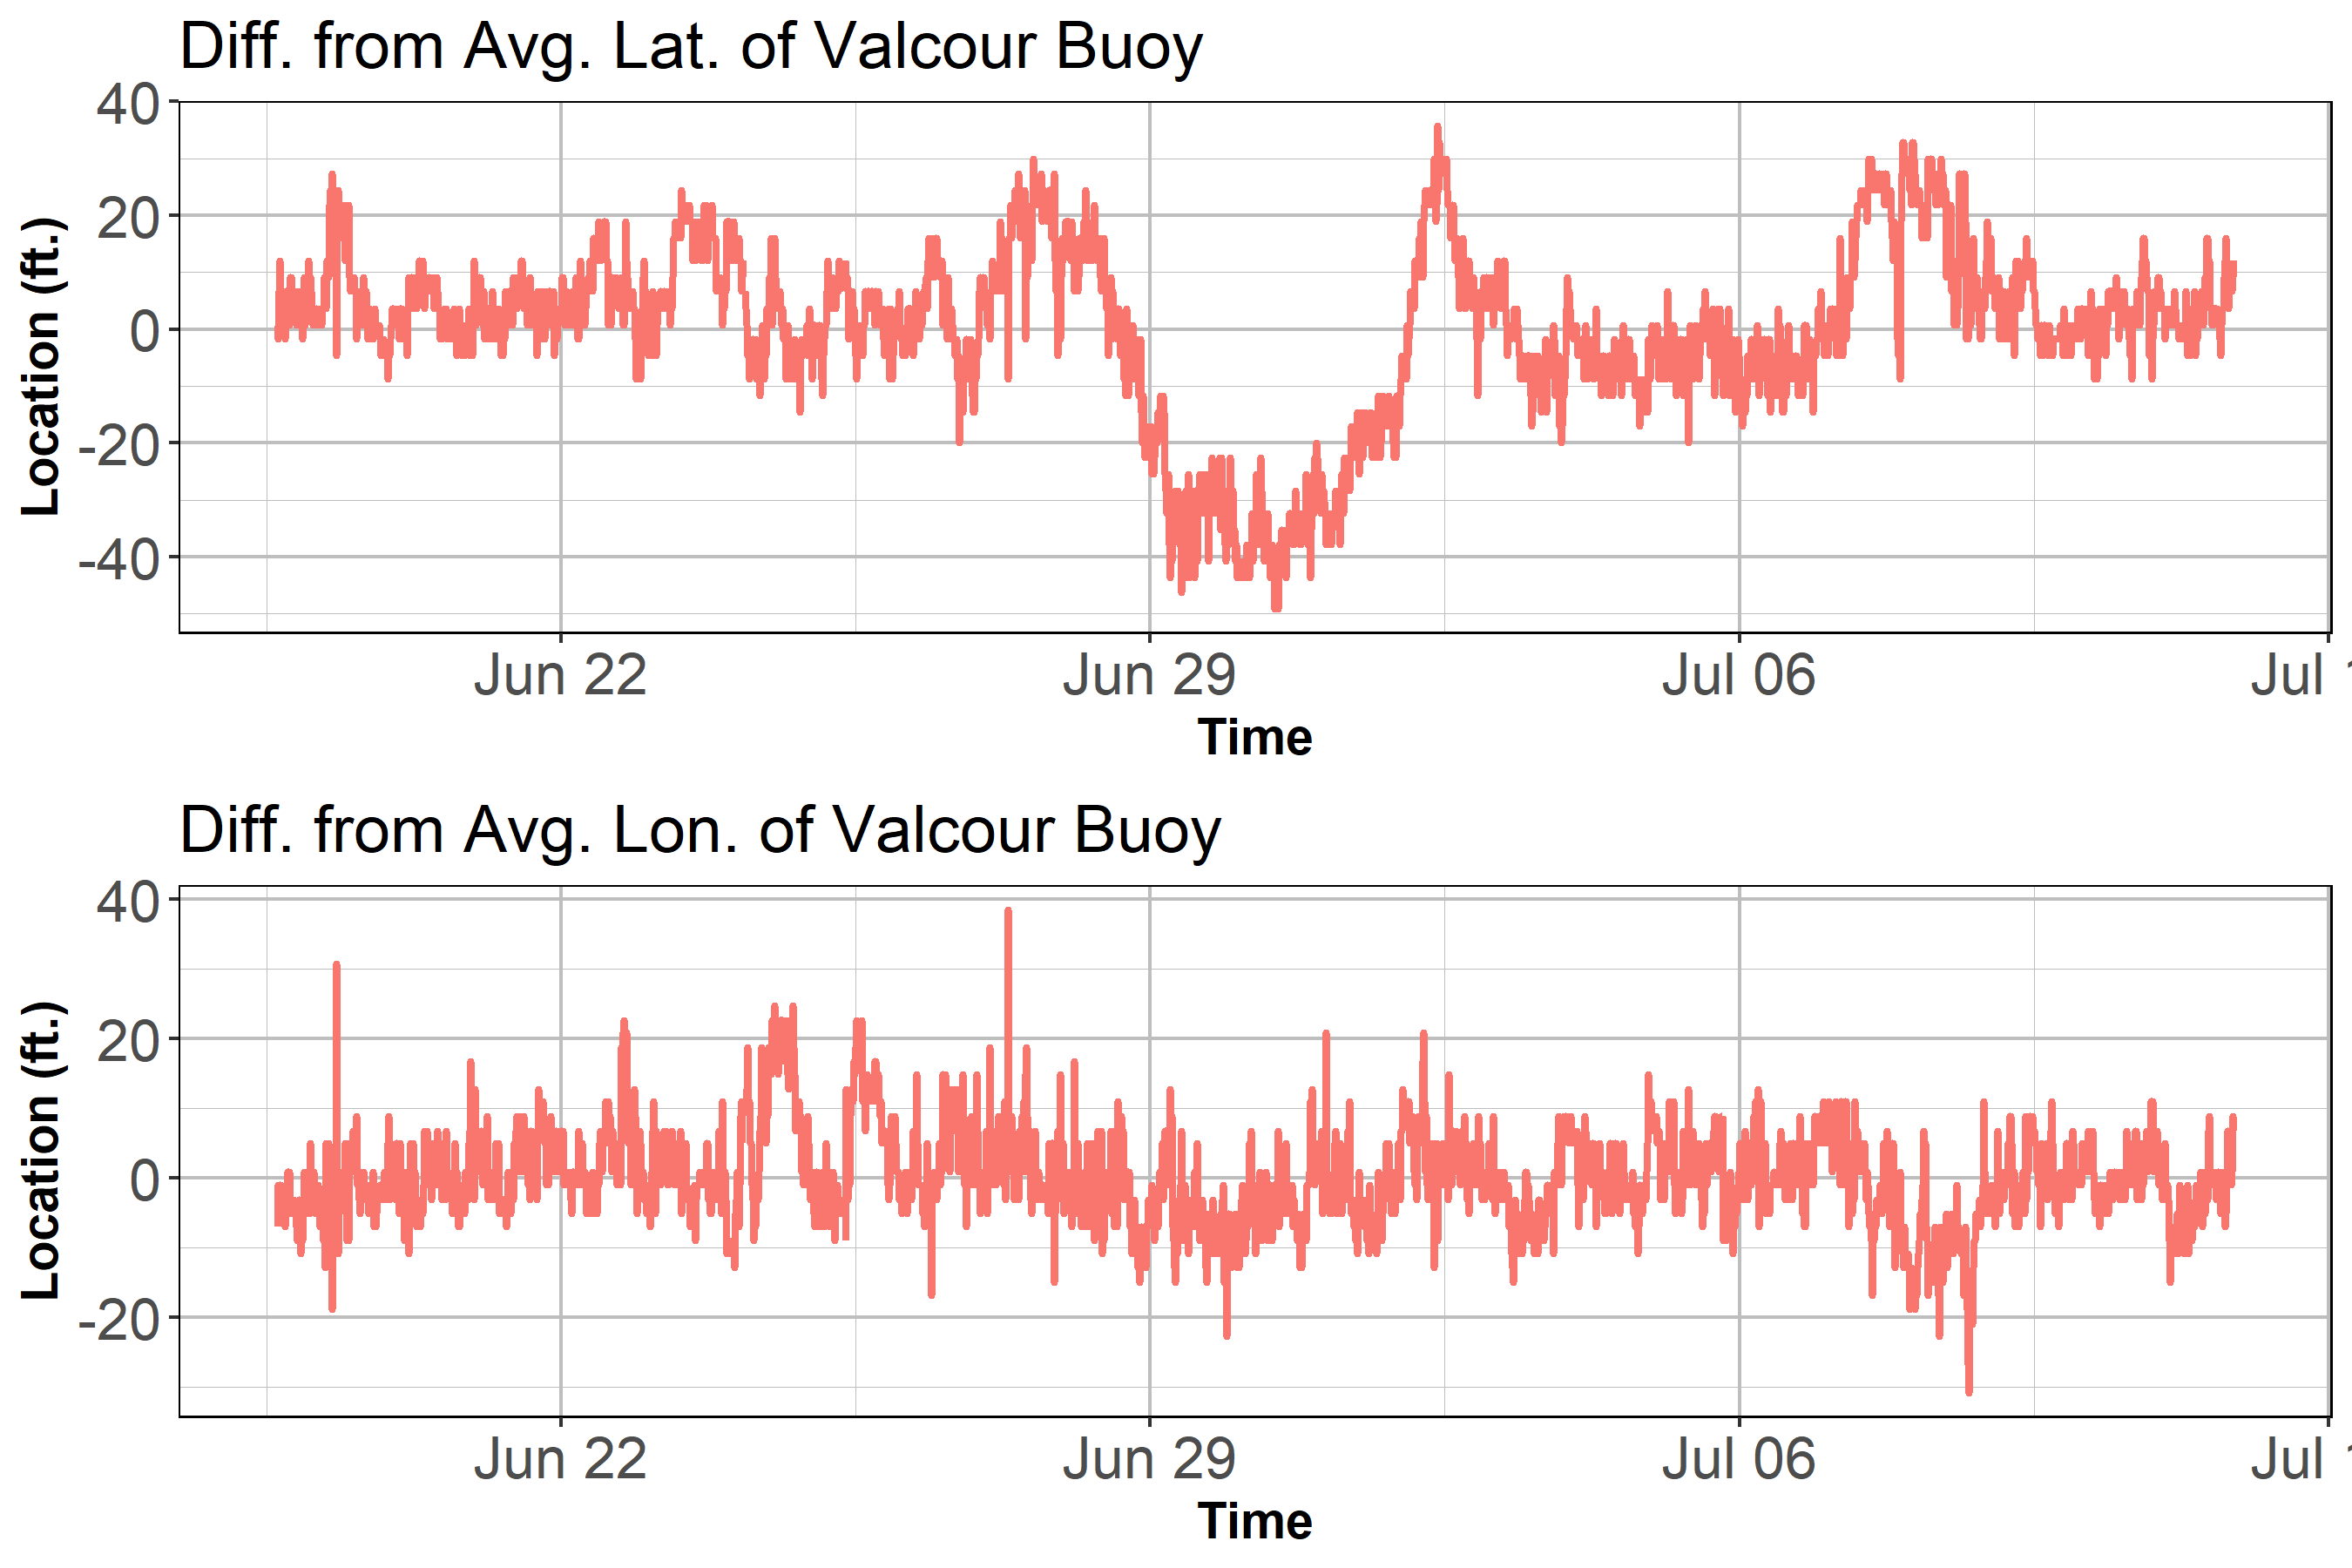 Diff. from Avg. Lat. of Valcour Buoy
40
20
0
-20
-40
Location (ft.)
Jun 22 Jun 29 Jul 06 Jul
Time
Diff. from Avg. Lon. of Valcour Buoy
40
20
0
-20
Location (ft.)
Jun 22 Jun 29 Jul 06 Jul
Time